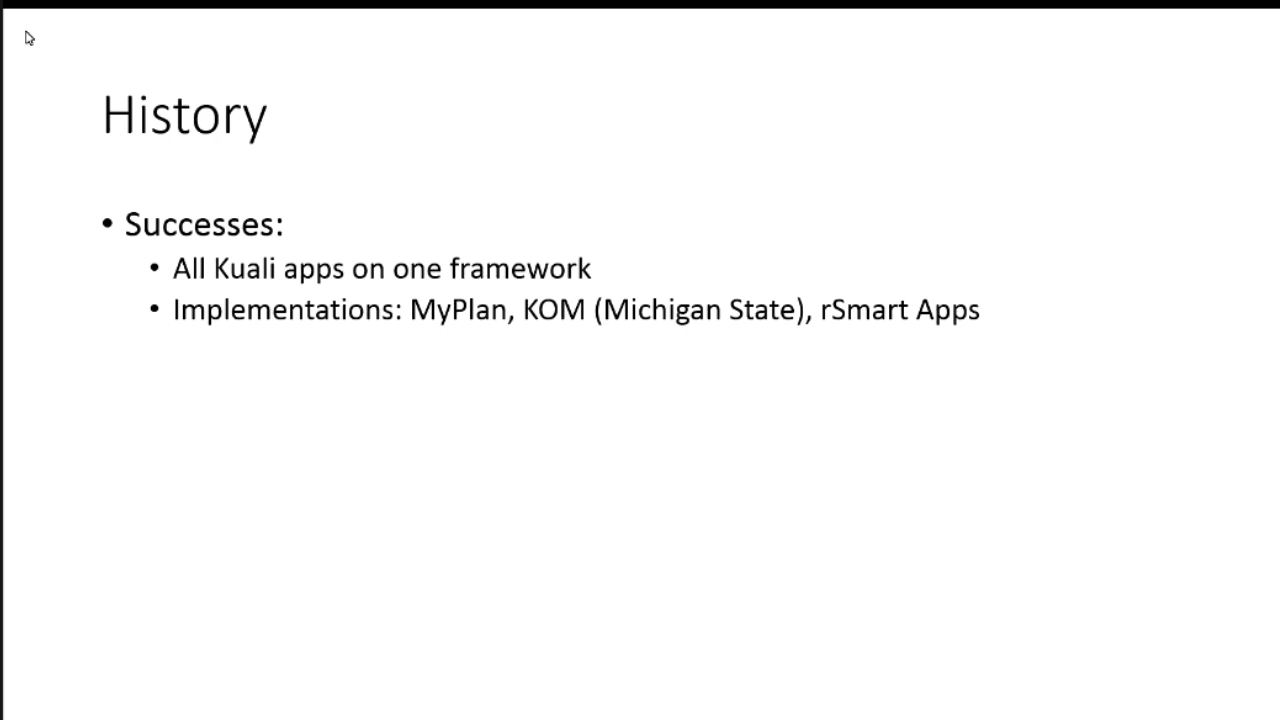 History
• Successes:
• All Kuali apps on one framework
• Implementations: MyPlan, KOM (Michigan State), rSmart Apps